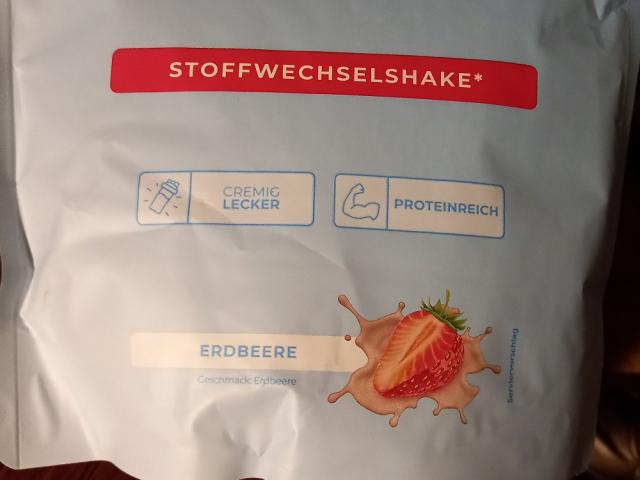 STOFFWECHSELSHAKE*
CREMIG
LECKER
PROTEINREICH
ERDBEERE
Geschmack: Erdbeere
Serviervorschlag